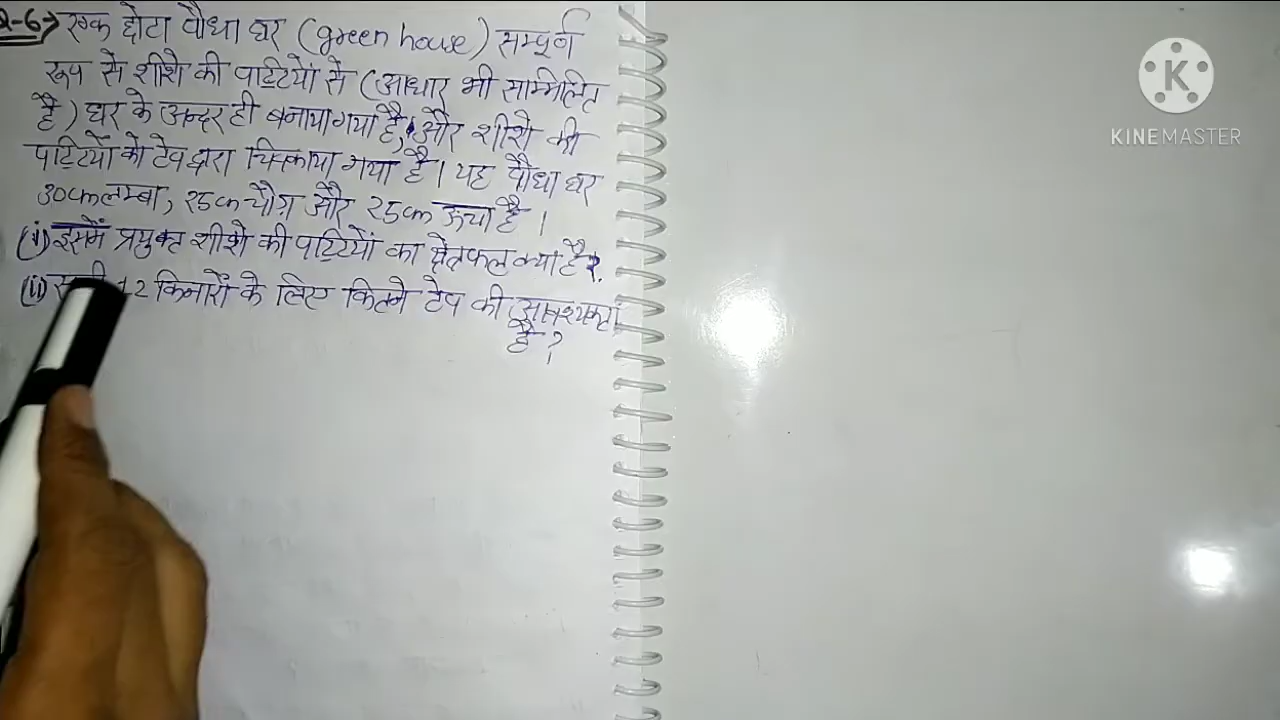 Q-6→ एक छोटा पौधा घर (green house) सम्पूर्ण
रूप से शीशे की पट्टियों से (आधार भी सम्मिलित
है) घर के अन्दर ही बनाया गया है, और शीशे की
पट्टियों को टेप द्वारा चिपकाया गया है। यह पौधा घर
30cm लम्बा, 25cm चौड़ा और 25cm ऊंचा है।
(i) इसमें प्रयुक्त शीशे की पट्टियों का क्षेत्रफल क्या है?
(ii) 12 किनारों के लिए कितने टेप की आवश्यकता
है?
K
KINEMASTER